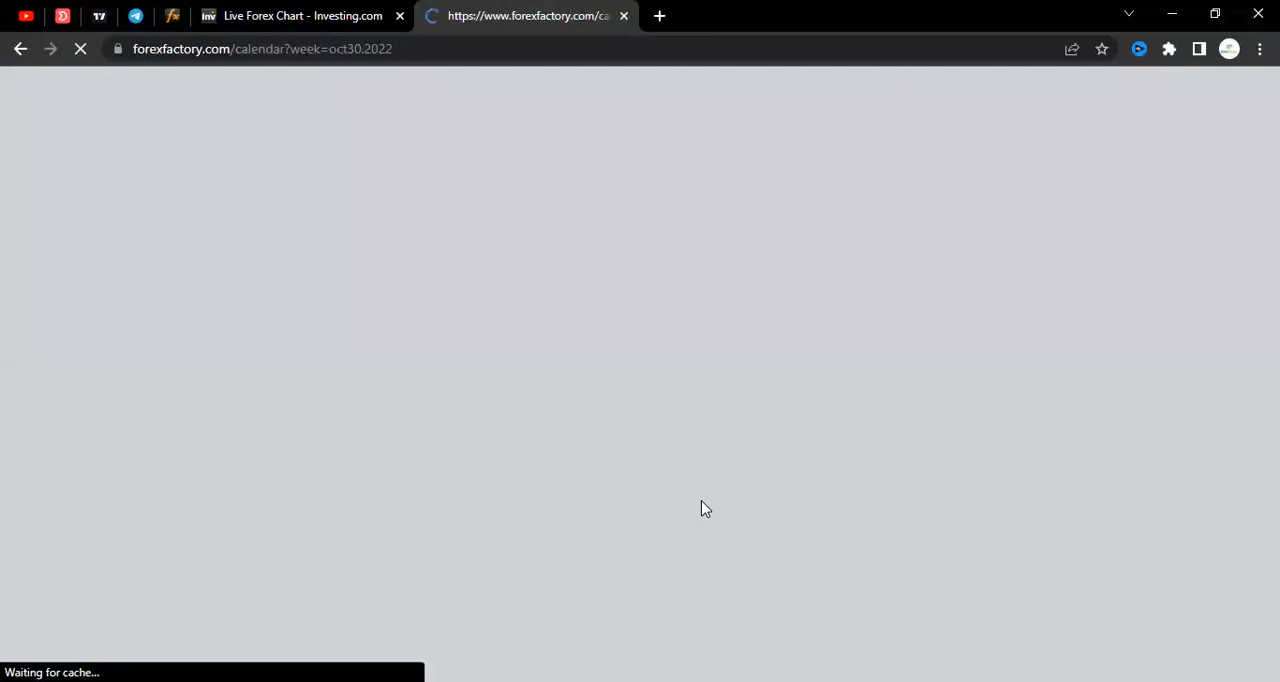 Live Forex Chart - Investing.com
https://www.forexfactory.com/ca
forexfactory.com/calendar?week=oct30.2022
Waiting for cache...